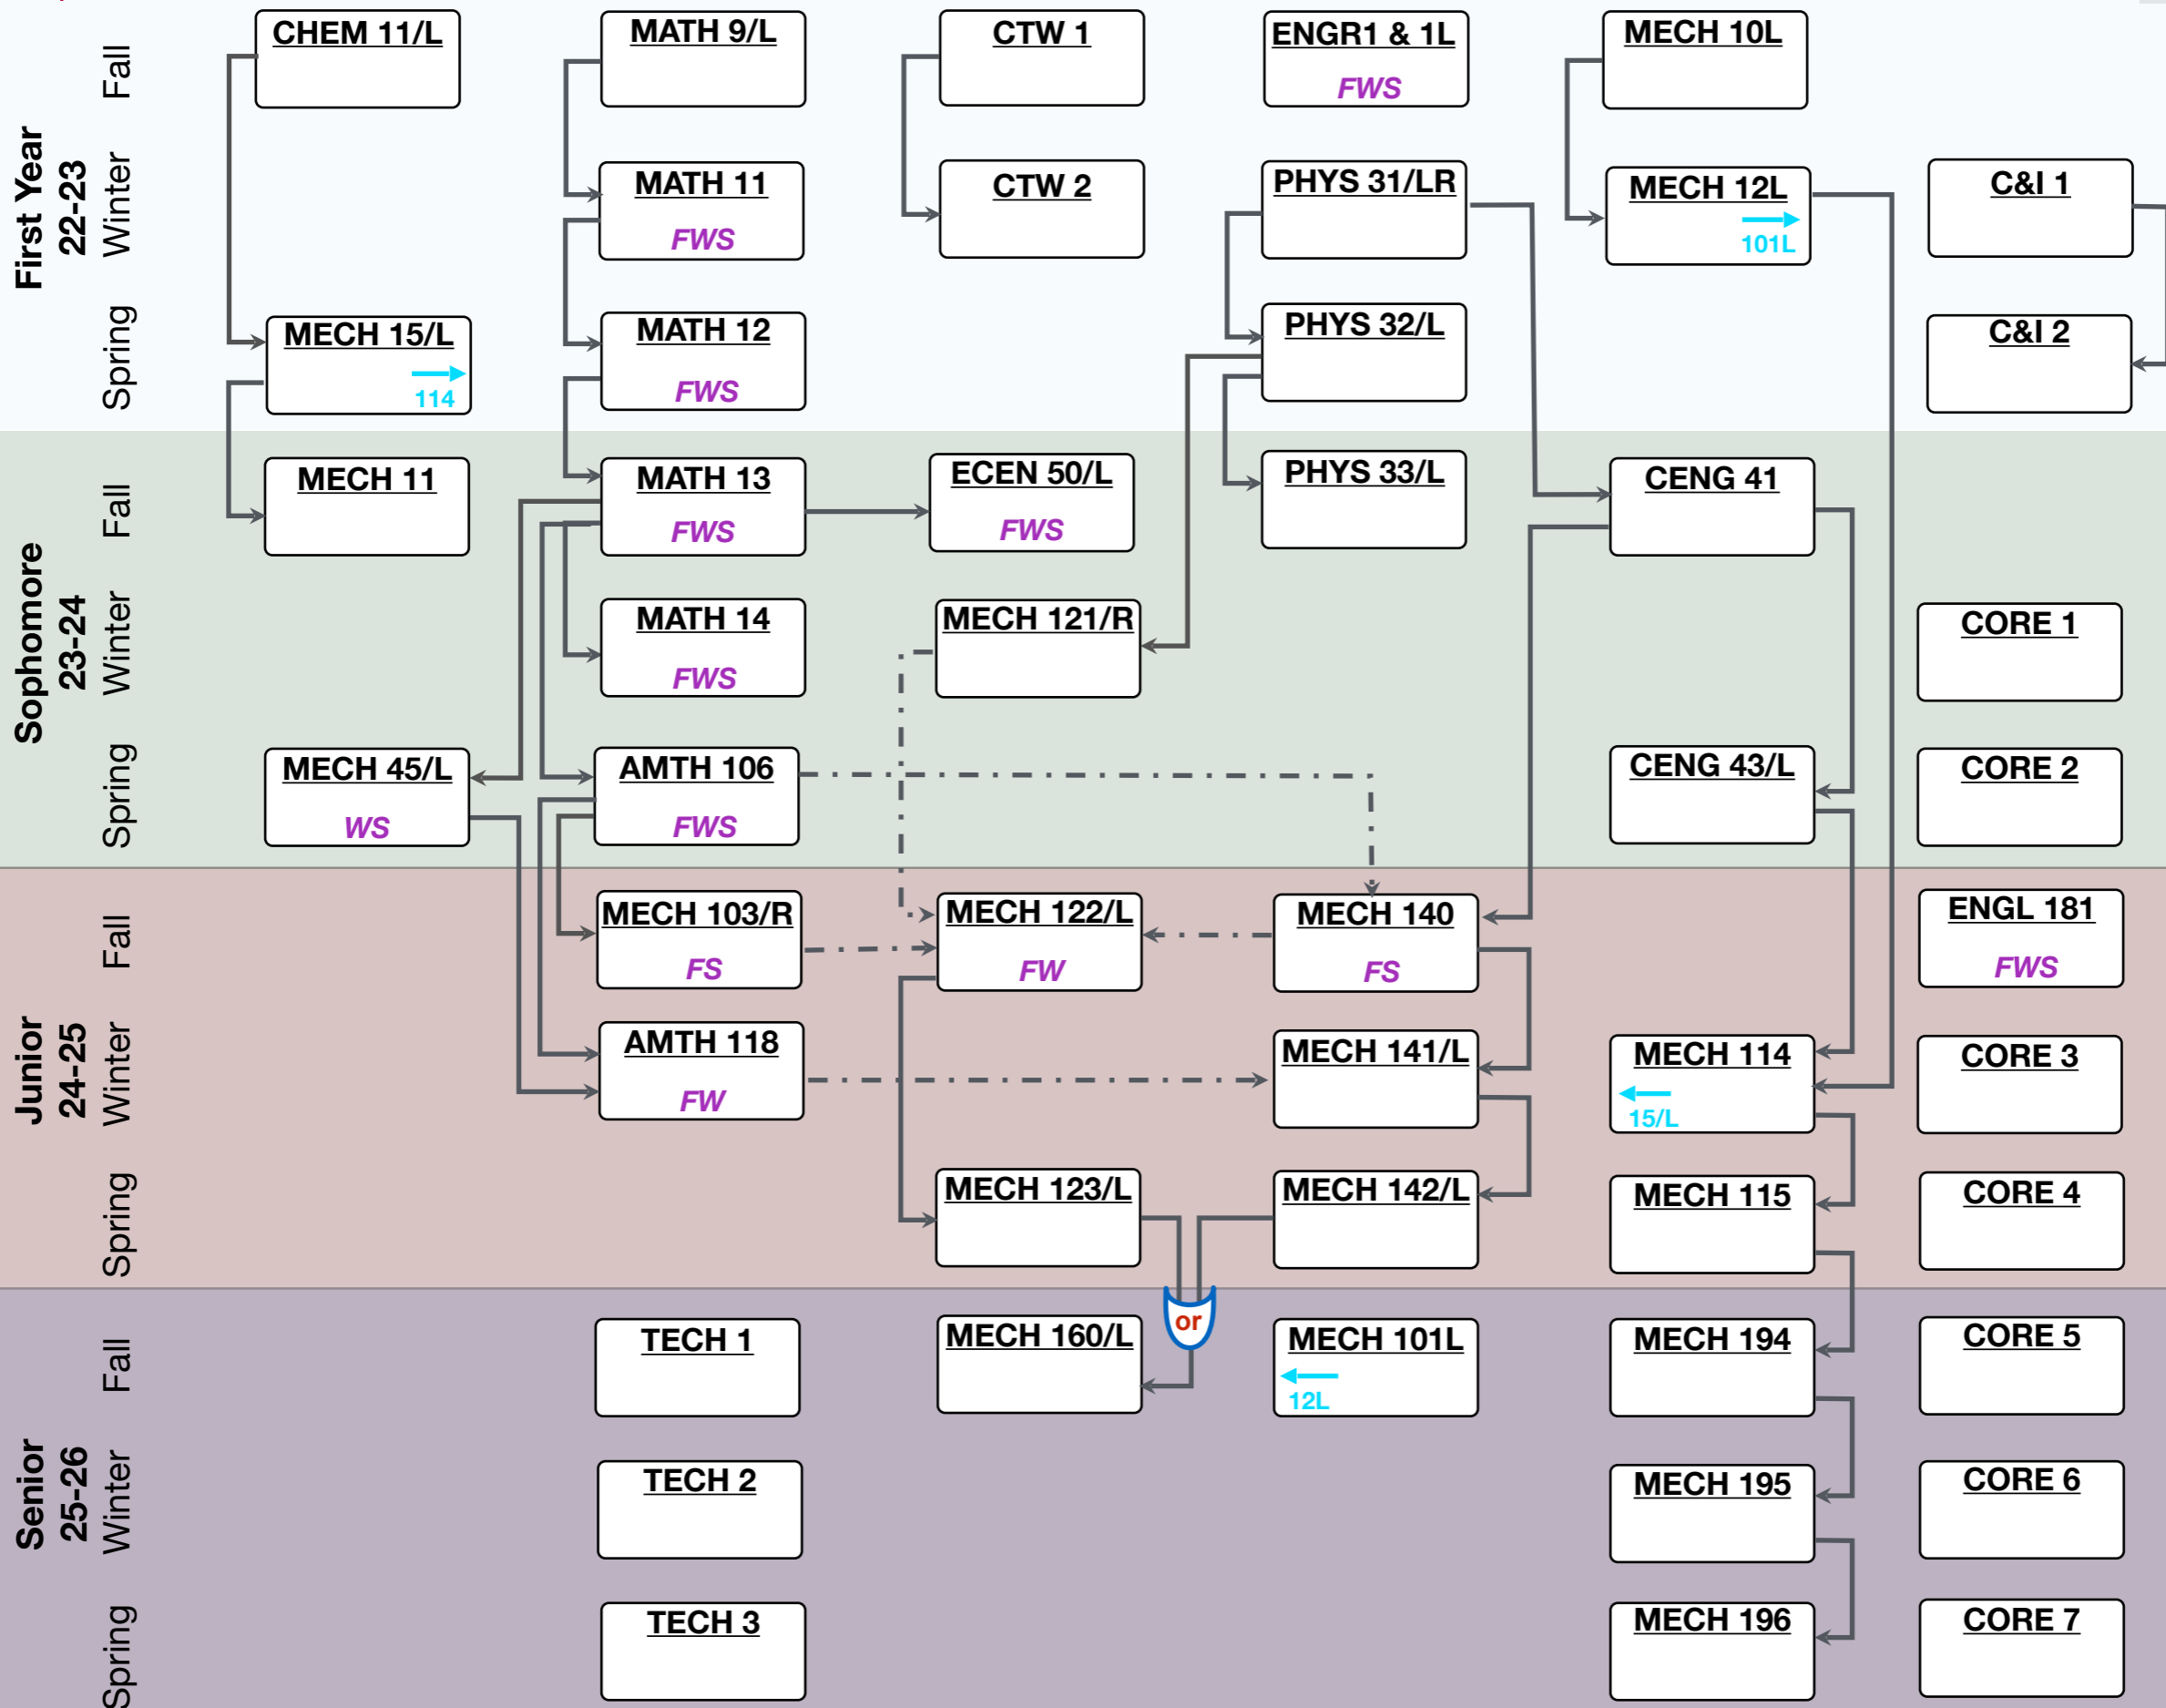 First Year
22-23
Fall
CHEM 11/L
MATH 9/L
CTW 1
ENGR1 & 1L
FWS
MECH 10L
Winter
MATH 11
FWS
CTW 2
PHYS 31/LR
MECH 12L
101L
C&I 1
Spring
MECH 15/L
114
MATH 12
FWS
PHYS 32/L
C&I 2
Sophomore
23-24
Fall
MECH 11
MATH 13
FWS
ECEN 50/L
FWS
PHYS 33/L
CENG 41
Winter
MATH 14
FWS
MECH 121/R
CORE 1
Spring
MECH 45/L
WS
AMTH 106
FWS
CENG 43/L
CORE 2
Junior
24-25
Fall
MECH 103/R
FS
MECH 122/L
FW
MECH 140
FS
ENGL 181
FWS
Winter
AMTH 118
FW
MECH 141/L
MECH 114
15/L
CORE 3
Spring
MECH 123/L
MECH 142/L
MECH 115
CORE 4
or
Senior
25-26
Fall
TECH 1
MECH 160/L
MECH 101L
12L
MECH 194
CORE 5
Winter
TECH 2
MECH 195
CORE 6
Spring
TECH 3
MECH 196
CORE 7